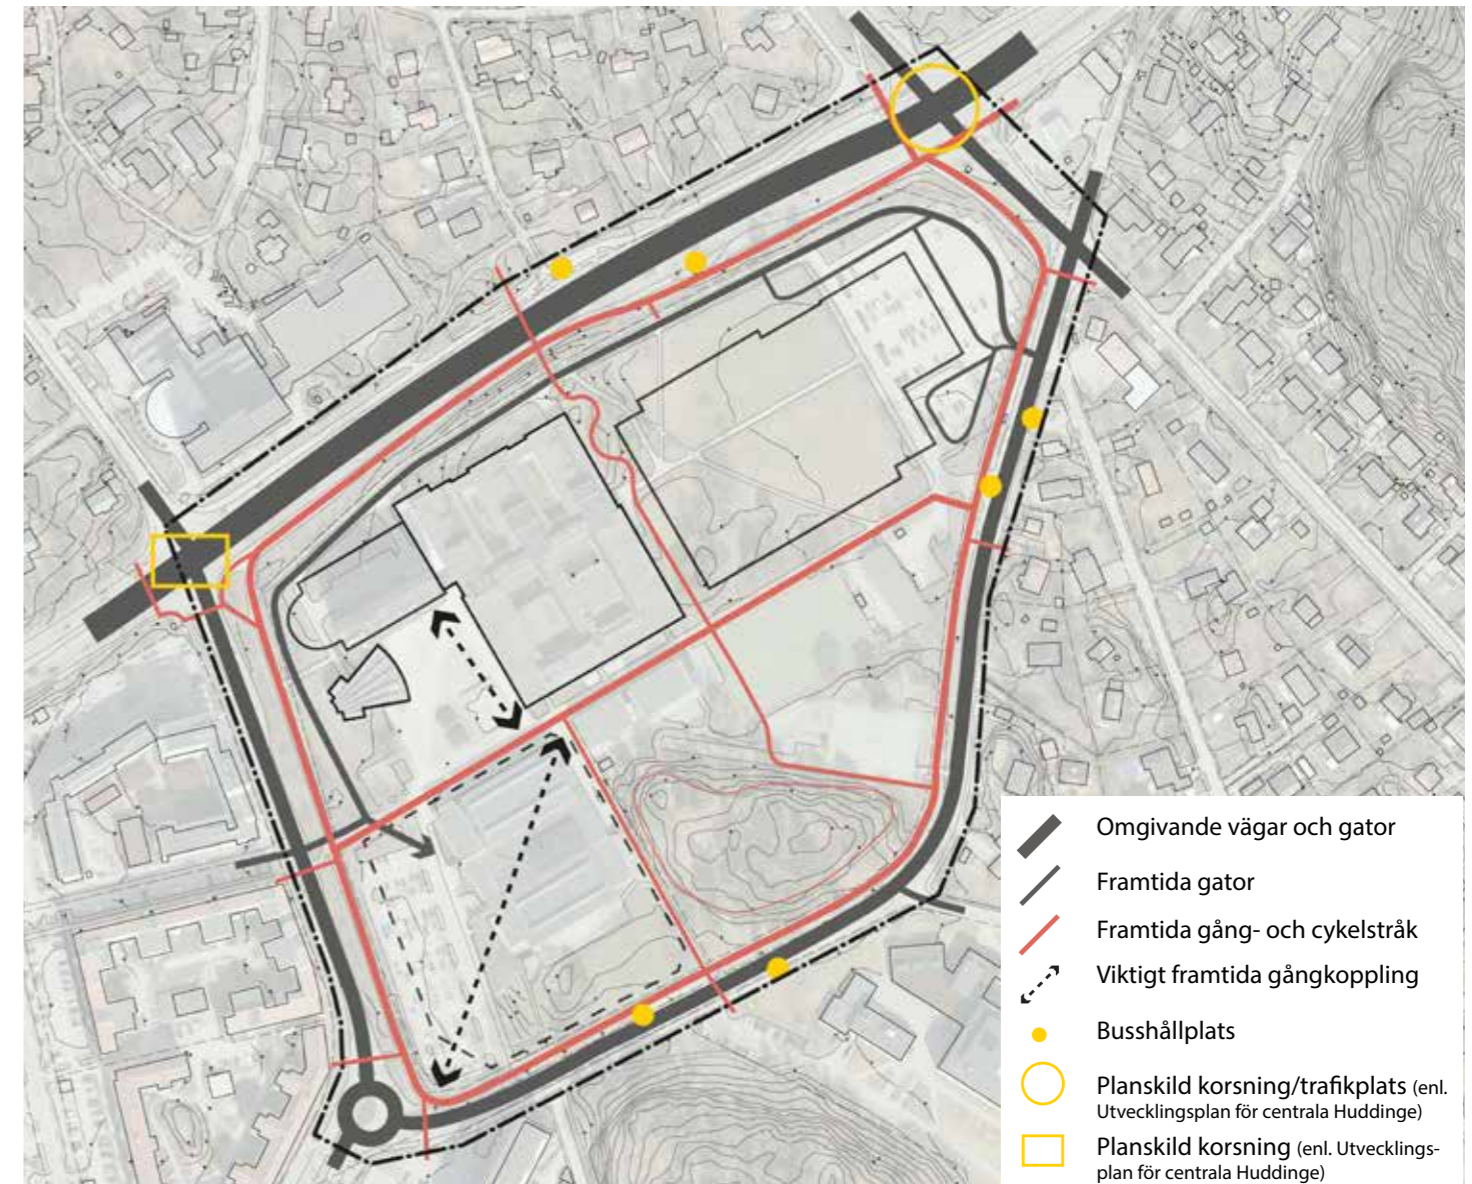 Omgivande vägar och gator
Framtida gator
Framtida gång- och cykelstråk
Viktigt framtida gångkoppling
Busshållplats
Planskild korsning/trafikplats (enl.
Utvecklingsplan för centrala Huddinge)
Planskild korsning (enl. Utvecklings-
plan för centrala Huddinge)